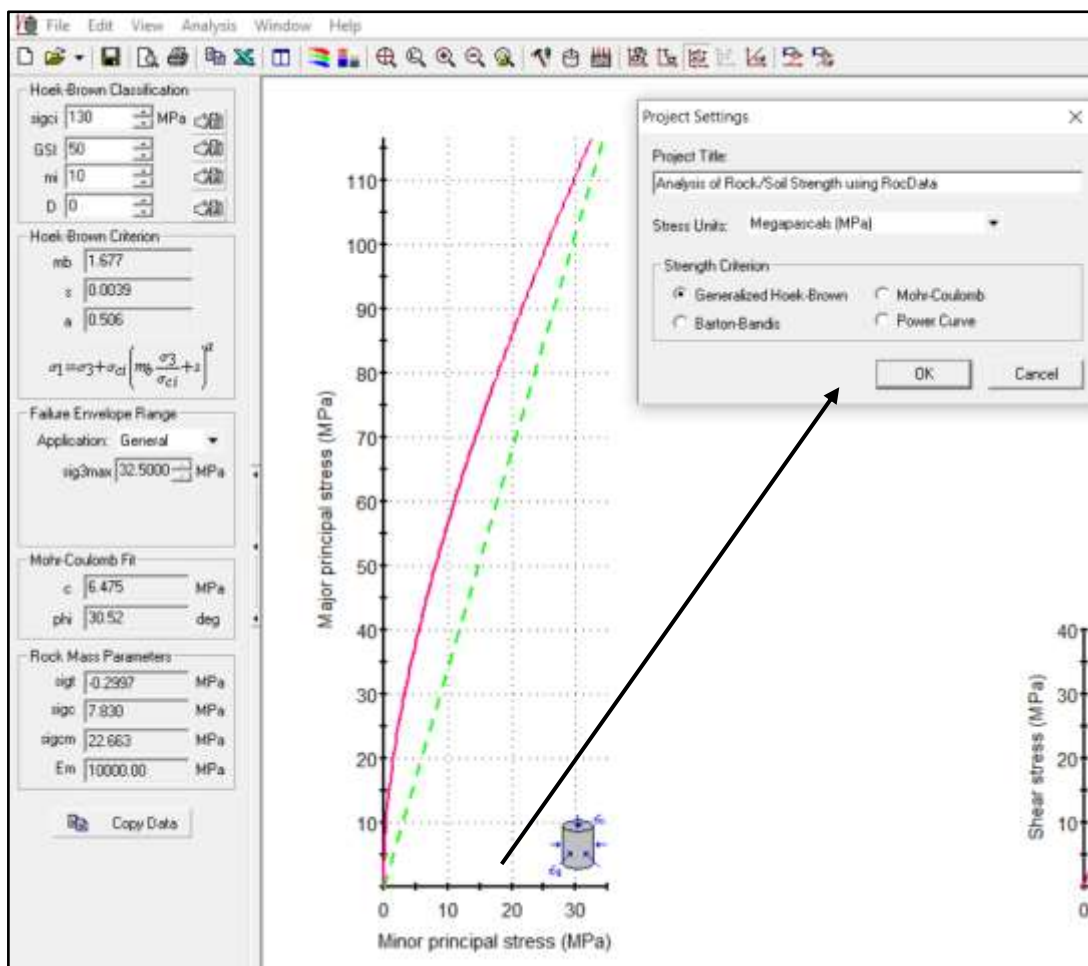 File Edit View Analysis Window Help
Hoek-Brown Classification
sigci 130 MPa
GSI 50
mi 10
D 0
Hoek-Brown Criterion
mb 1.677
s 0.0039
a 0.506
σ1=σ3+σci(mb σ3/σci+s)^a
Failure Envelope Range
Application: General
sig3max 32.5000 MPa
Mohr-Coulomb Fit
c 6.475 MPa
phi 30.52 deg
Rock Mass Parameters
sigt -0.2997 MPa
sigc 7.830 MPa
sigcm 22.663 MPa
Em 10000.00 MPa
Copy Data
Major principal stress (MPa)
110
100
90
80
70
60
50
40
30
20
10
0 10 20 30
Minor principal stress (MPa)
Project Settings
Project Title:
Analysis of Rock/Soil Strength using RocData
Stress Units: Megapascals (MPa)
Strength Criterion
Generalized Hoek-Brown Mohr-Coulomb
Barton-Bandis Power Curve
OK Cancel
Shear stress (MPa)
40
30
20
10
0